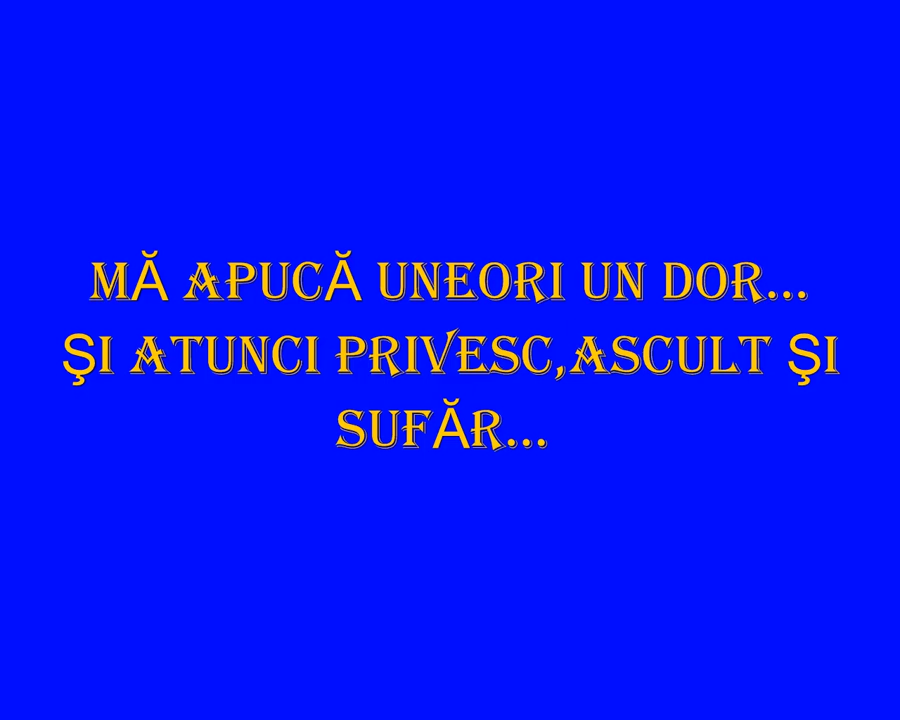 MĂ APUCĂ UNEORI UN DOR...
ŞI ATUNCI PRIVESC,ASCULT ŞI
SUFĂR...